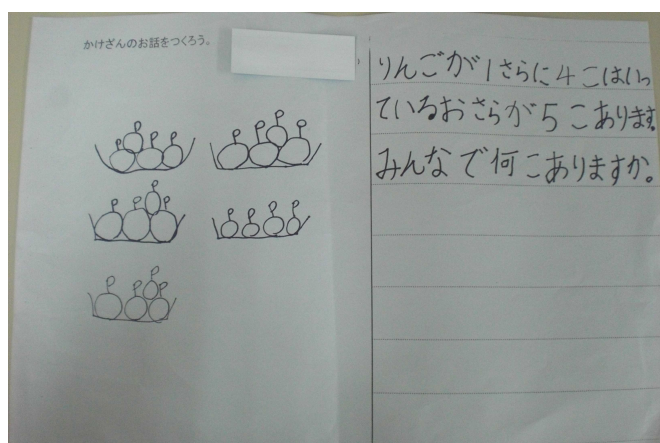 かけざんのお話をつくろう。
りんごが1さらに4こはいっ
ているおさらが5こあります。
みんなで何こありますか。